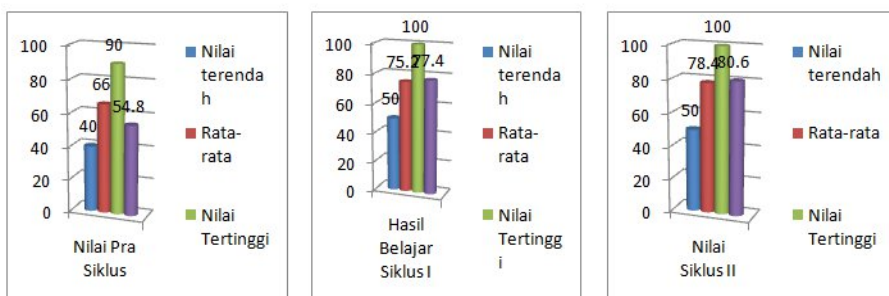 100
80
60
40
20
0
40
66
90
54.8
Nilai Pra
Siklus
Nilai
terenda
h
Rata-
rata
Nilai
Tertinggi
100
80
60
40
20
0
50
75.2
100
77.4
Hasil
Belajar
Siklus I
Nilai
terenda
h
Rata-
rata
Nilai
Tertingg
i
100
80
60
40
20
0
50
78.4
100
80.6
Nilai
Siklus II
Nilai
terendah
Rata-rata
Nilai
Tertinggi